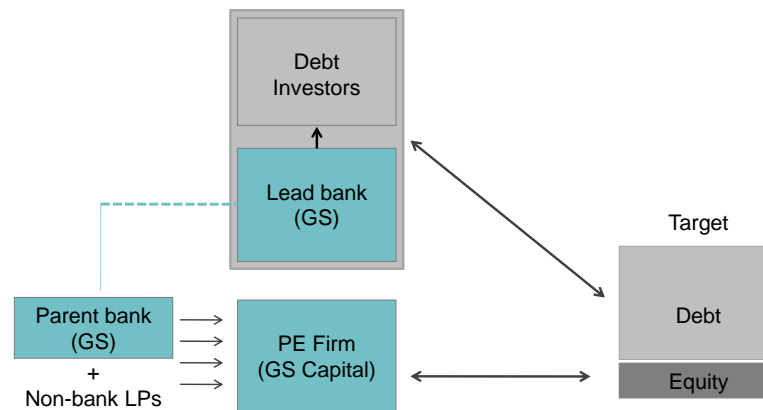 Debt
Investors
Lead bank
(GS)
Target
Debt
Equity
Parent bank
(GS)
+
Non-bank LPs
PE Firm
(GS Capital)